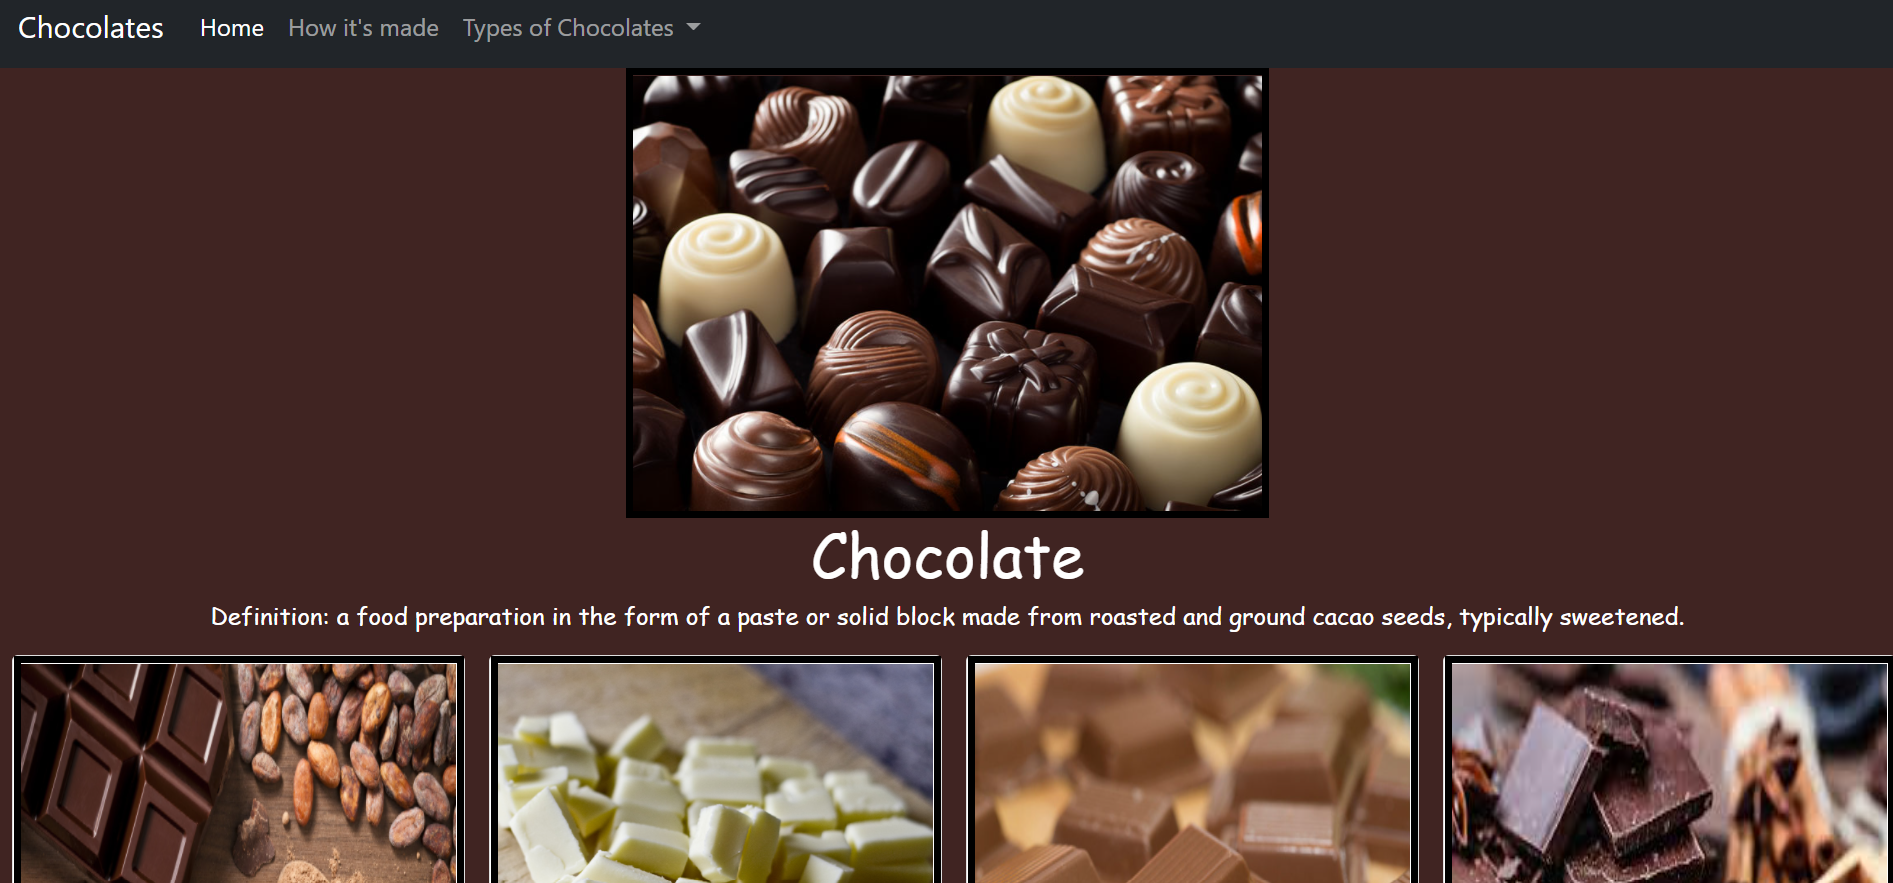 Chocolates Home How it's made Types of Chocolates
Chocolate
Definition: a food preparation in the form of a paste or solid block made from roasted and ground cacao seeds, typically sweetened.